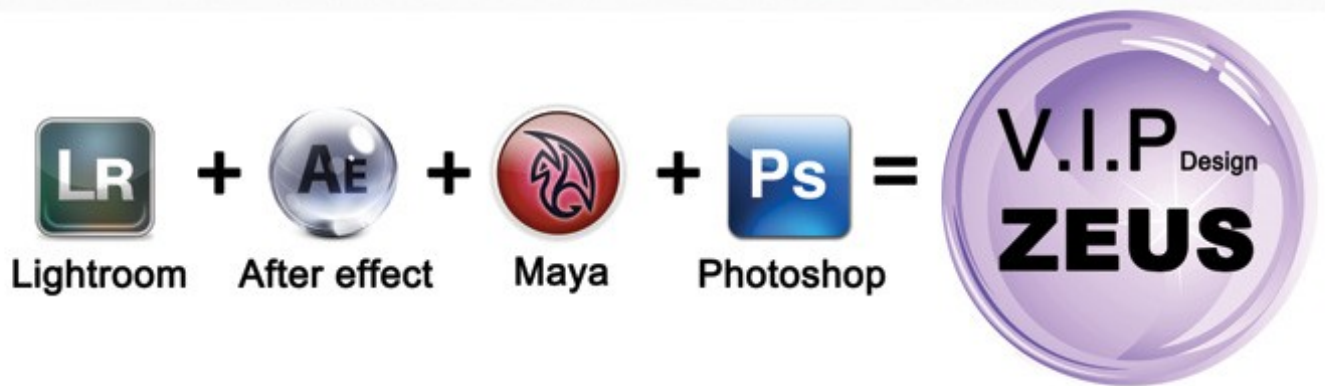 LR + AE + + Ps =
V.I.P Design
ZEUS
Lightroom After effect Maya Photoshop